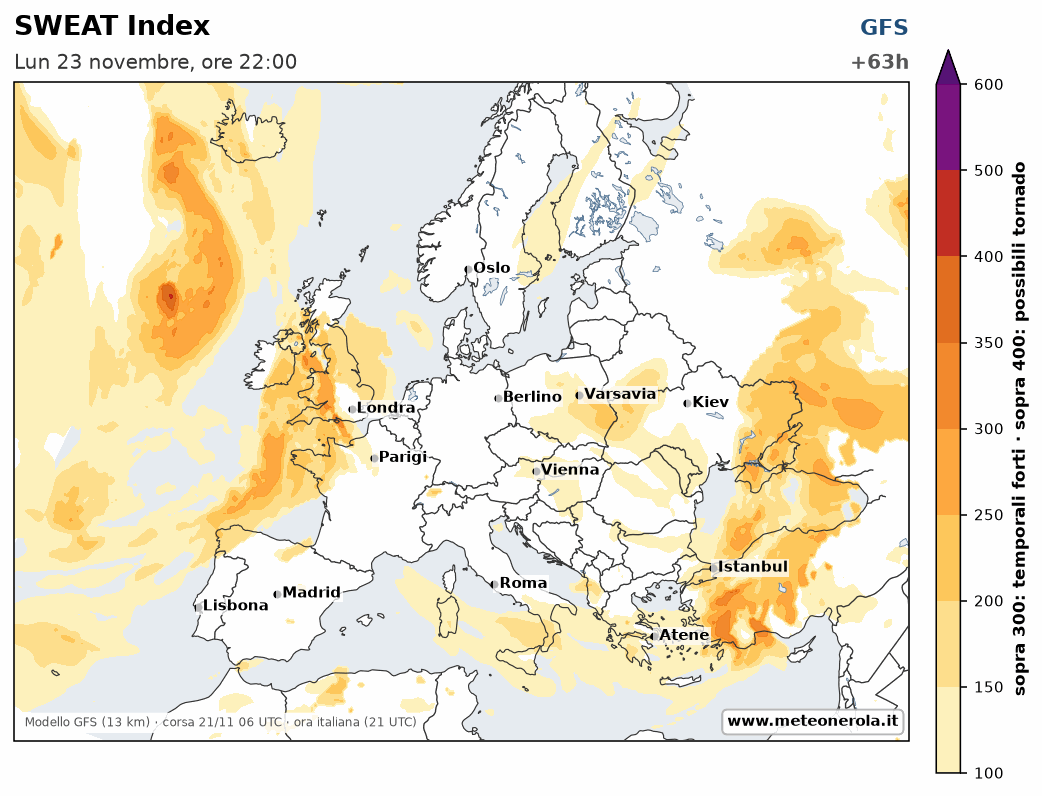 SWEAT Index
GFS
Lun 23 novembre, ore 22:00
+63h
600
500
400
350
300
250
200
150
100
sopra 300: temporali forti · sopra 400: possibili tornado
Oslo
Londra
Berlino
Varsavia
Kiev
Parigi
Vienna
Istanbul
Roma
Madrid
Lisbona
Atene
Modello GFS (13 km) · corsa 21/11 06 UTC · ora italiana (21 UTC)
www.meteonerola.it